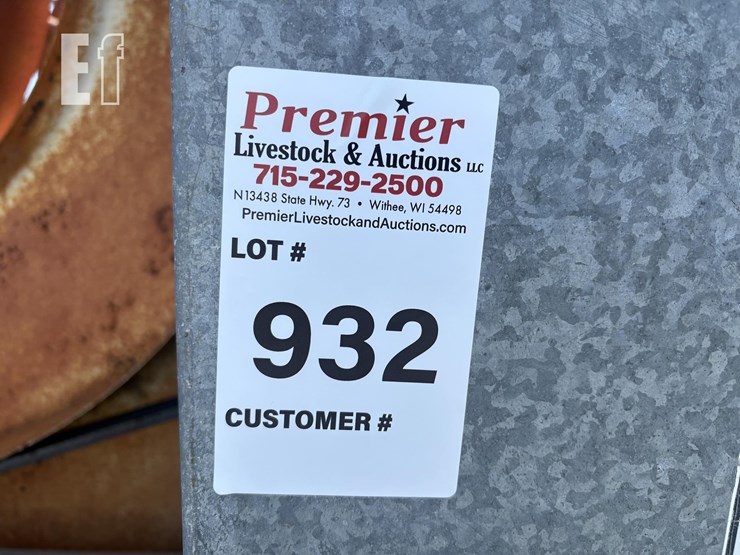 Ef
Premier
Livestock & Auctions LLC
715-229-2500
N13438 State Hwy. 73 • Withee, WI 54498
PremierLivestockandAuctions.com
LOT #
932
CUSTOMER #